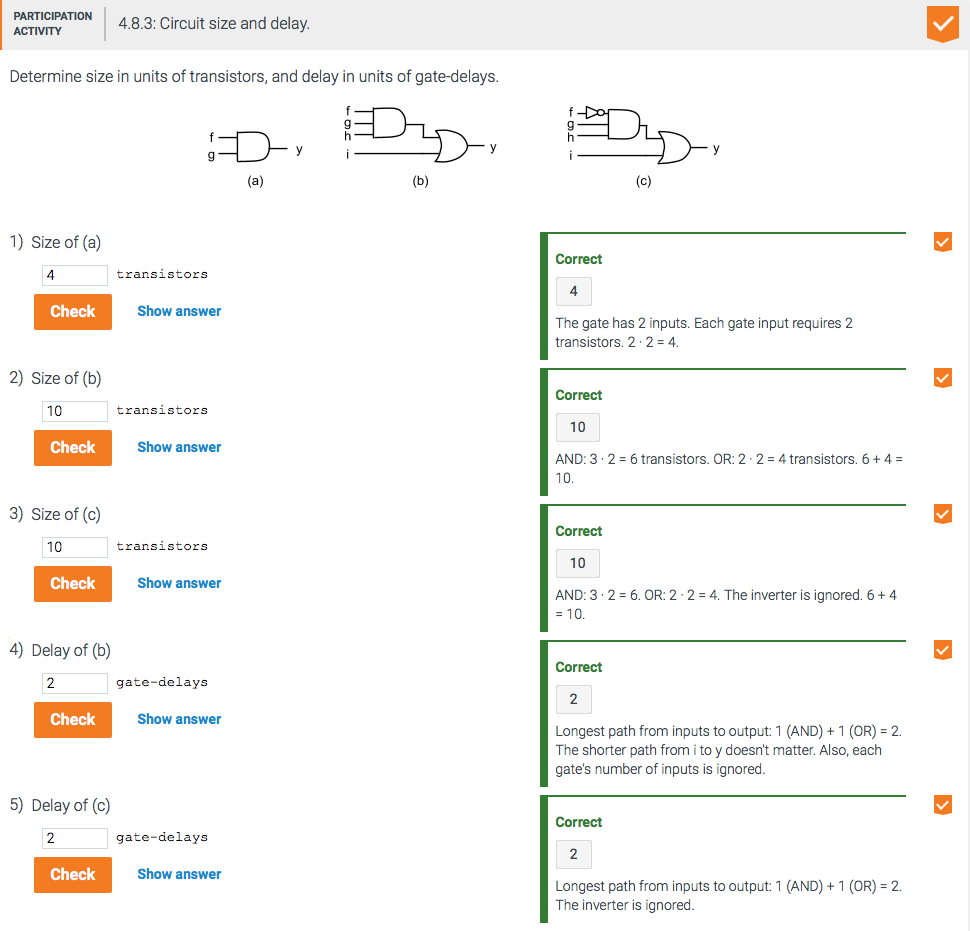 PARTICIPATION
ACTIVITY
4.8.3: Circuit size and delay.
Determine size in units of transistors, and delay in units of gate-delays.
f
g
y
(a)
f
g
h
i
y
(b)
f
g
h
i
y
(c)
1) Size of (a)
4 transistors
Check Show answer
Correct
4
The gate has 2 inputs. Each gate input requires 2
transistors. 2 · 2 = 4.
2) Size of (b)
10 transistors
Check Show answer
Correct
10
AND: 3 · 2 = 6 transistors. OR: 2 · 2 = 4 transistors. 6 + 4 =
10.
3) Size of (c)
10 transistors
Check Show answer
Correct
10
AND: 3 · 2 = 6. OR: 2 · 2 = 4. The inverter is ignored. 6 + 4
= 10.
4) Delay of (b)
2 gate-delays
Check Show answer
Correct
2
Longest path from inputs to output: 1 (AND) + 1 (OR) = 2.
The shorter path from i to y doesn't matter. Also, each
gate's number of inputs is ignored.
5) Delay of (c)
2 gate-delays
Check Show answer
Correct
2
Longest path from inputs to output: 1 (AND) + 1 (OR) = 2.
The inverter is ignored.